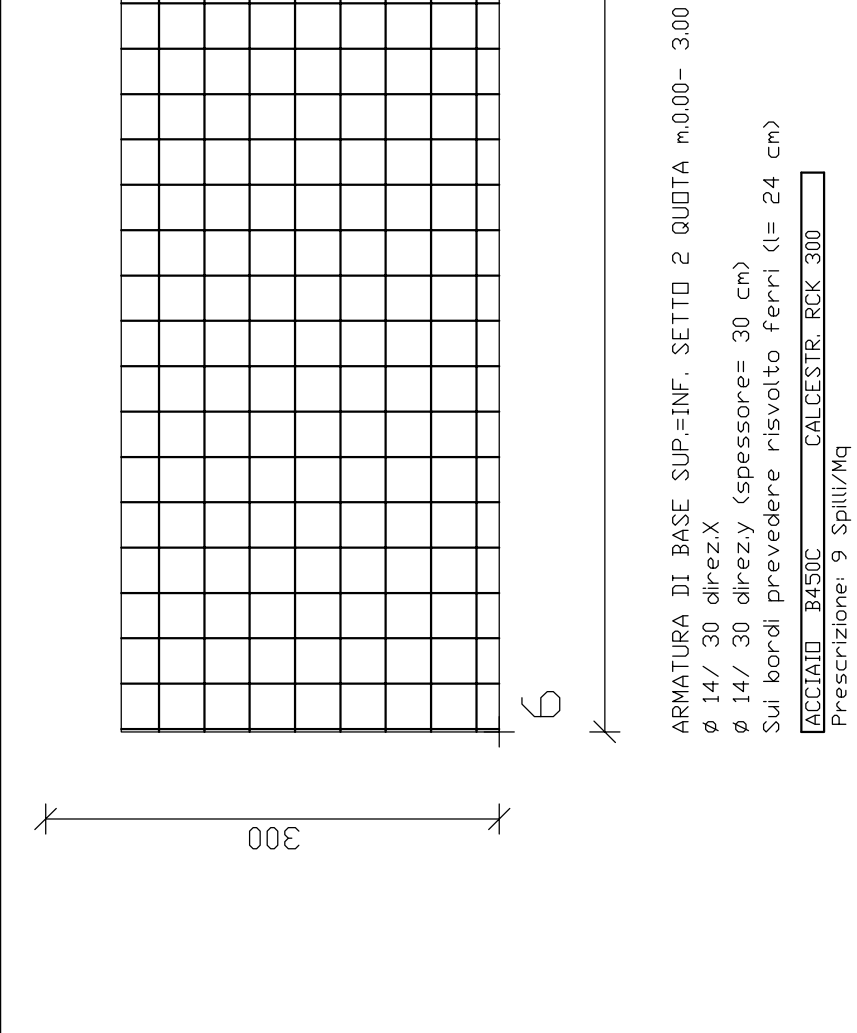 300
6
ARMATURA DI BASE SUP.=INF. SETTO 2 QUOTA m.0.00- 3.00
ø 14/ 30 direz.X
ø 14/ 30 direz.y (spessore= 30 cm)
Sui bordi prevedere risvolto ferri (l= 24 cm)
ACCIAIO B450C CALCESTR. RCK 300
Prescrizione: 9 Spilli/Mq